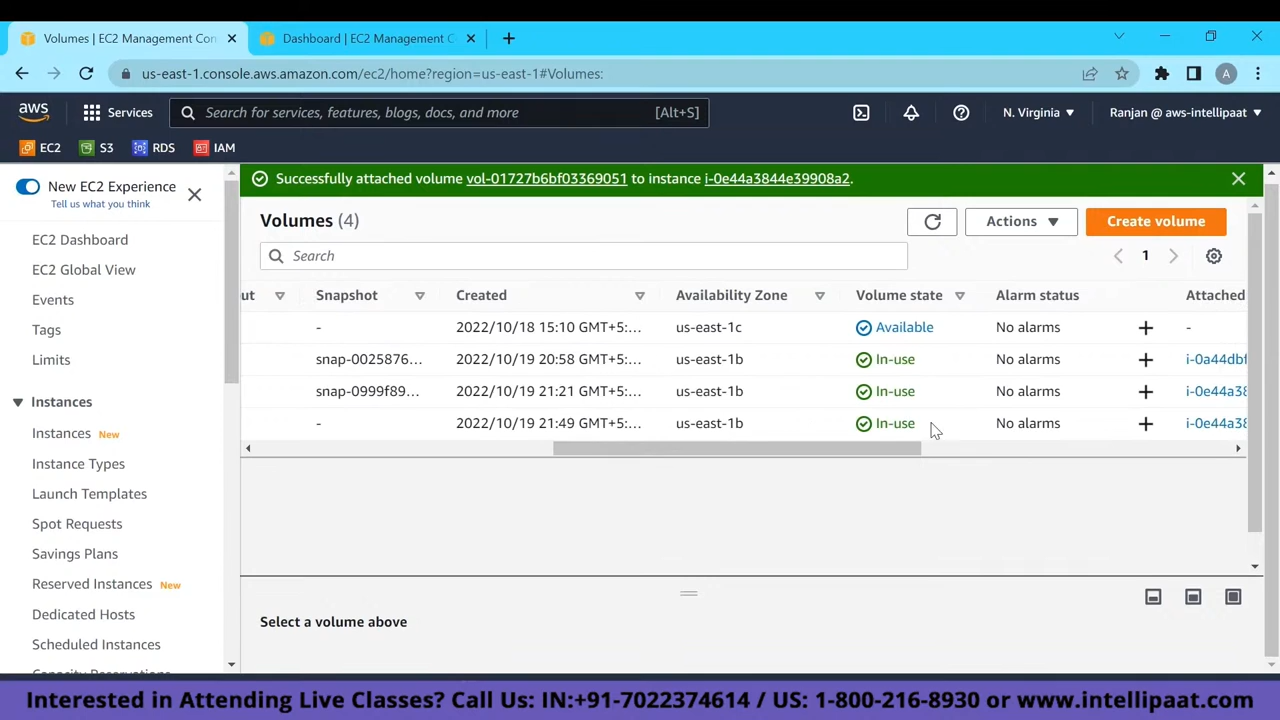 Volumes | EC2 Management Con
Dashboard | EC2 Management C
us-east-1.console.aws.amazon.com/ec2/home?region=us-east-1#Volumes:
A
aws
Services
Search for services, features, blogs, docs, and more
[Alt+S]
N. Virginia
Ranjan @ aws-intellipaat
EC2
S3
RDS
IAM
New EC2 Experience
Tell us what you think
EC2 Dashboard
EC2 Global View
Events
Tags
Limits
Instances
Instances New
Instance Types
Launch Templates
Spot Requests
Savings Plans
Reserved Instances New
Dedicated Hosts
Scheduled Instances
Capacity Reservations
Successfully attached volume vol-01727b6bf03369051 to instance i-0e44a3844e39908a2.
Volumes (4)
Actions
Create volume
Search
1
ut Snapshot Created Availability Zone Volume state Alarm status Attached
- 2022/10/18 15:10 GMT+5:... us-east-1c Available No alarms + -
snap-0025876... 2022/10/19 20:58 GMT+5:... us-east-1b In-use No alarms + i-0a44dbf
snap-0999f89... 2022/10/19 21:21 GMT+5:... us-east-1b In-use No alarms + i-0e44a38
- 2022/10/19 21:49 GMT+5:... us-east-1b In-use No alarms + i-0e44a38
Select a volume above
Interested in Attending Live Classes? Call Us: IN:+91-7022374614 / US: 1-800-216-8930 or www.intellipaat.com